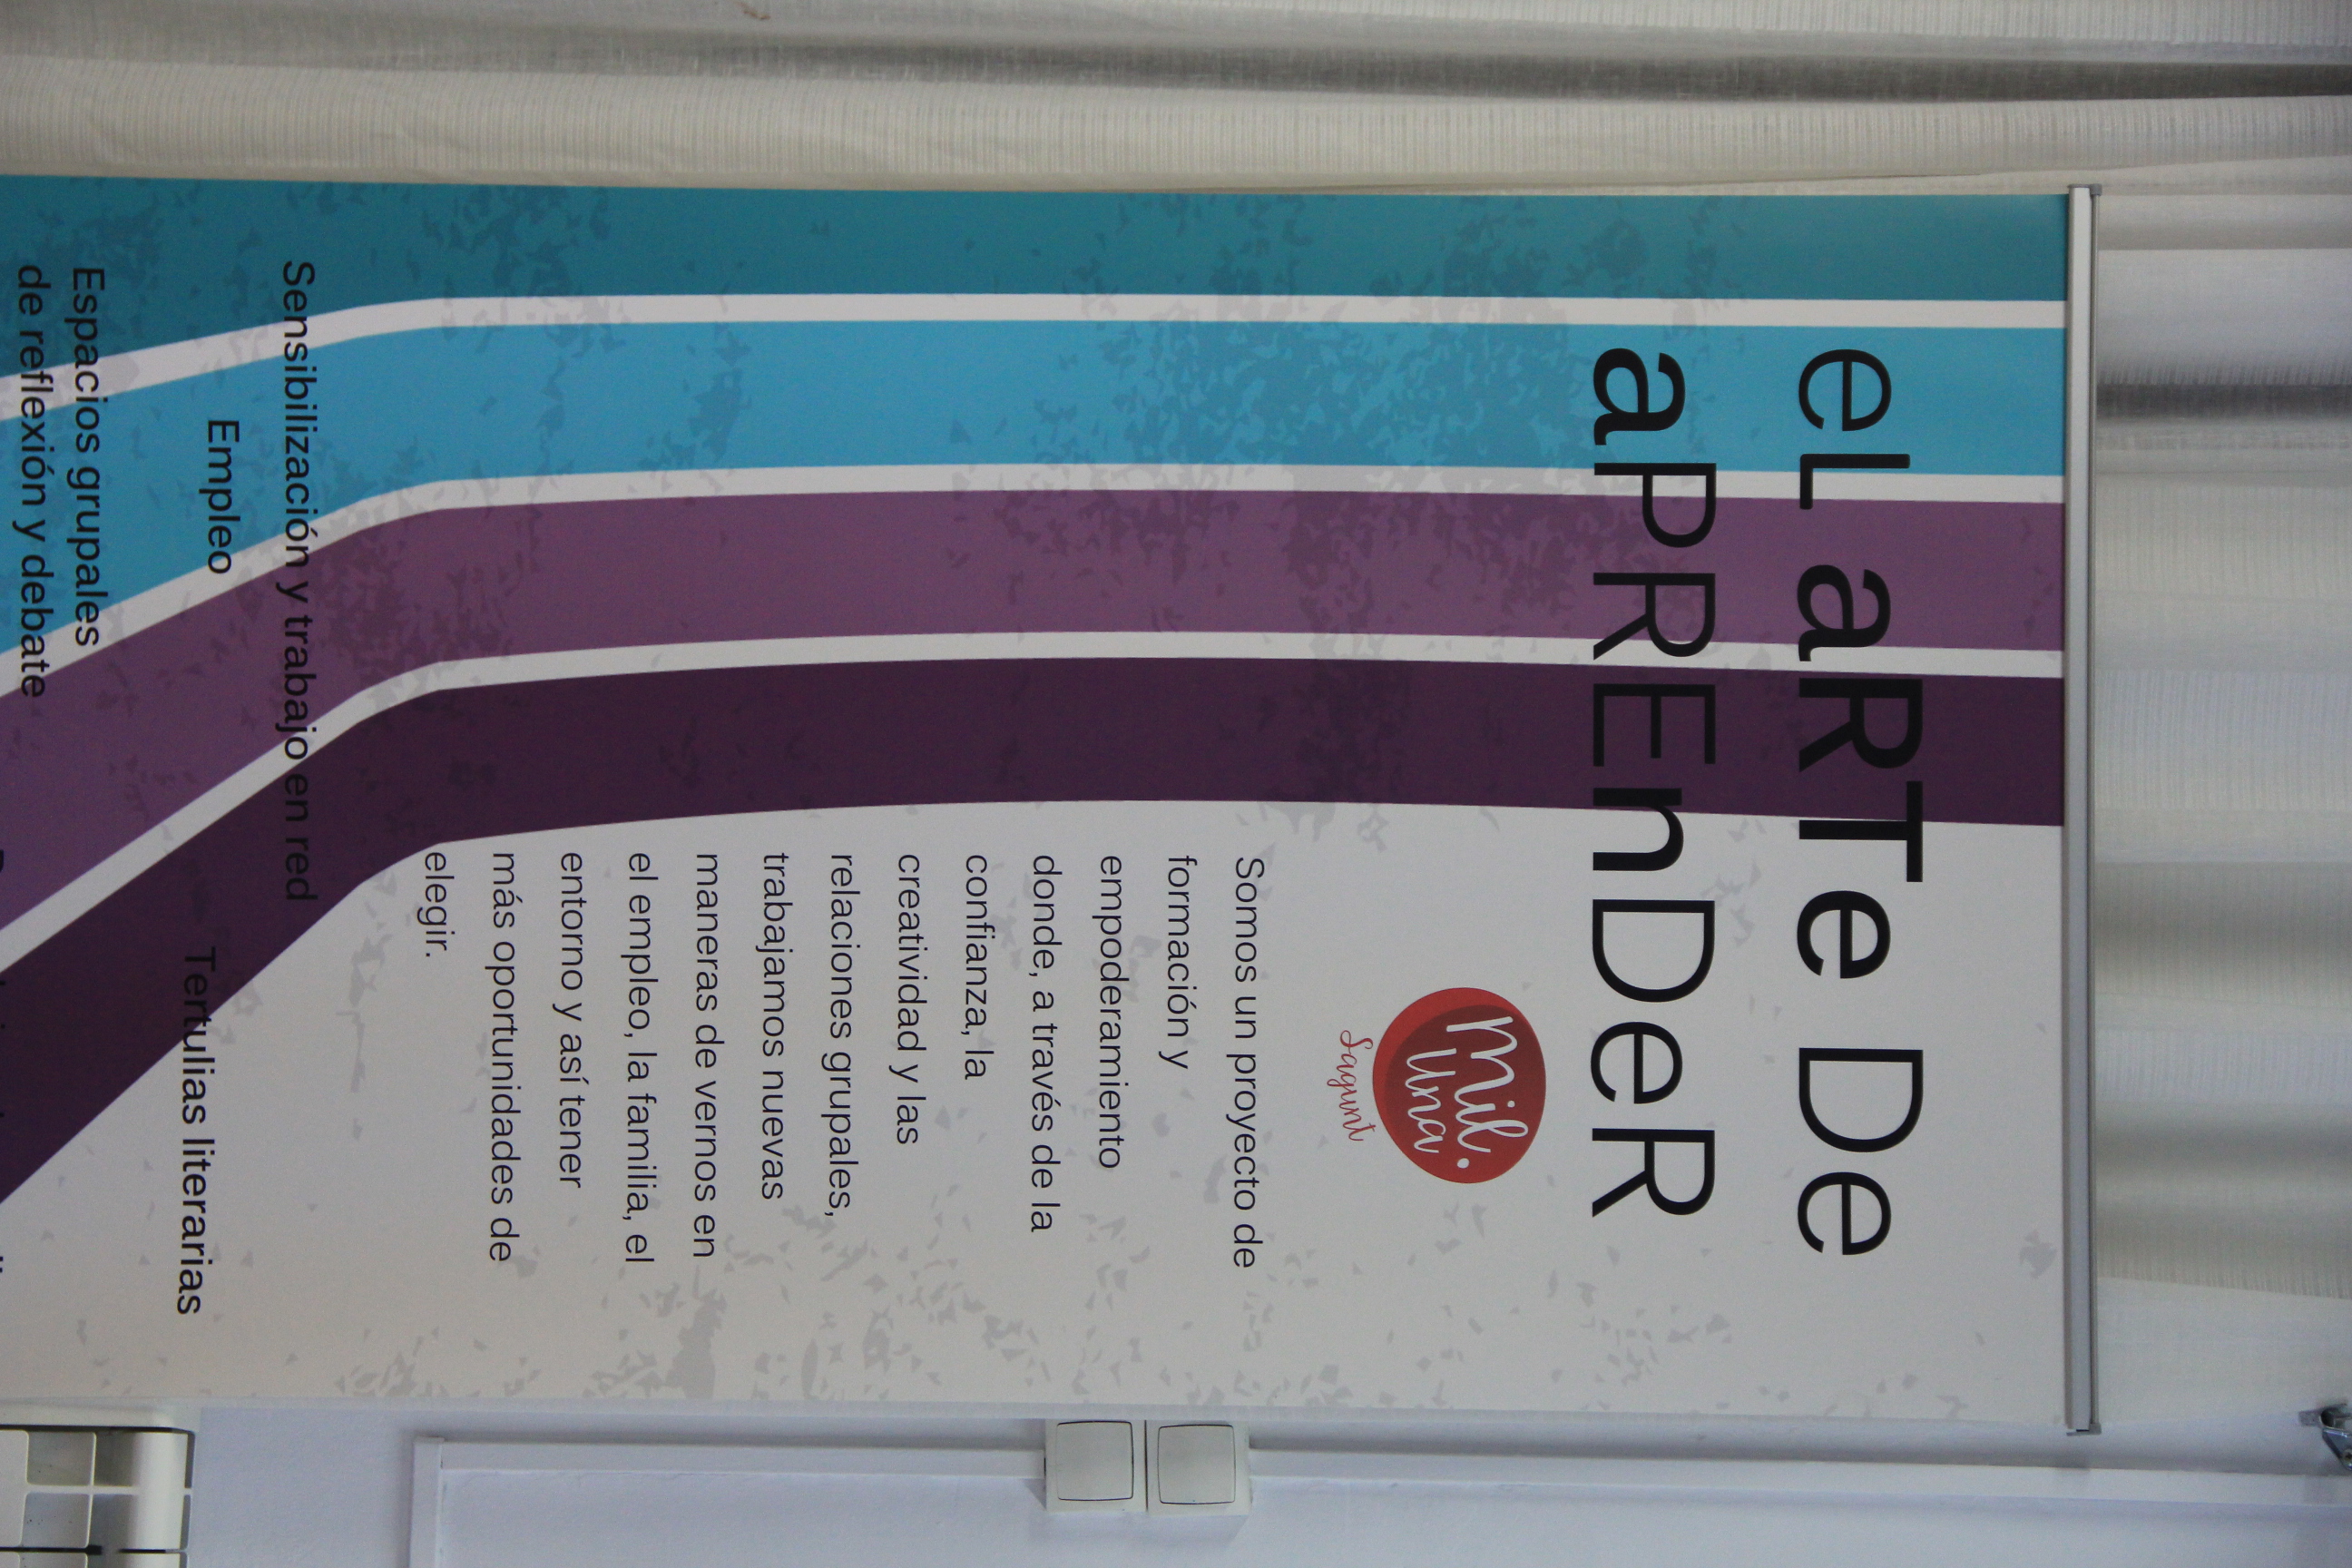 eL aRTe De
aPREnDeR
Mil.
Una
Sagunt
Somos un proyecto de
formación y
empoderamiento
donde, a través de la
confianza, la
creatividad y las
relaciones grupales,
trabajamos nuevas
maneras de vernos en
el empleo, la familia, el
entorno y así tener
más oportunidades de
elegir.
Sensibilización y trabajo en red
Empleo
Tertulias literarias
Espacios grupales
de reflexión y debate